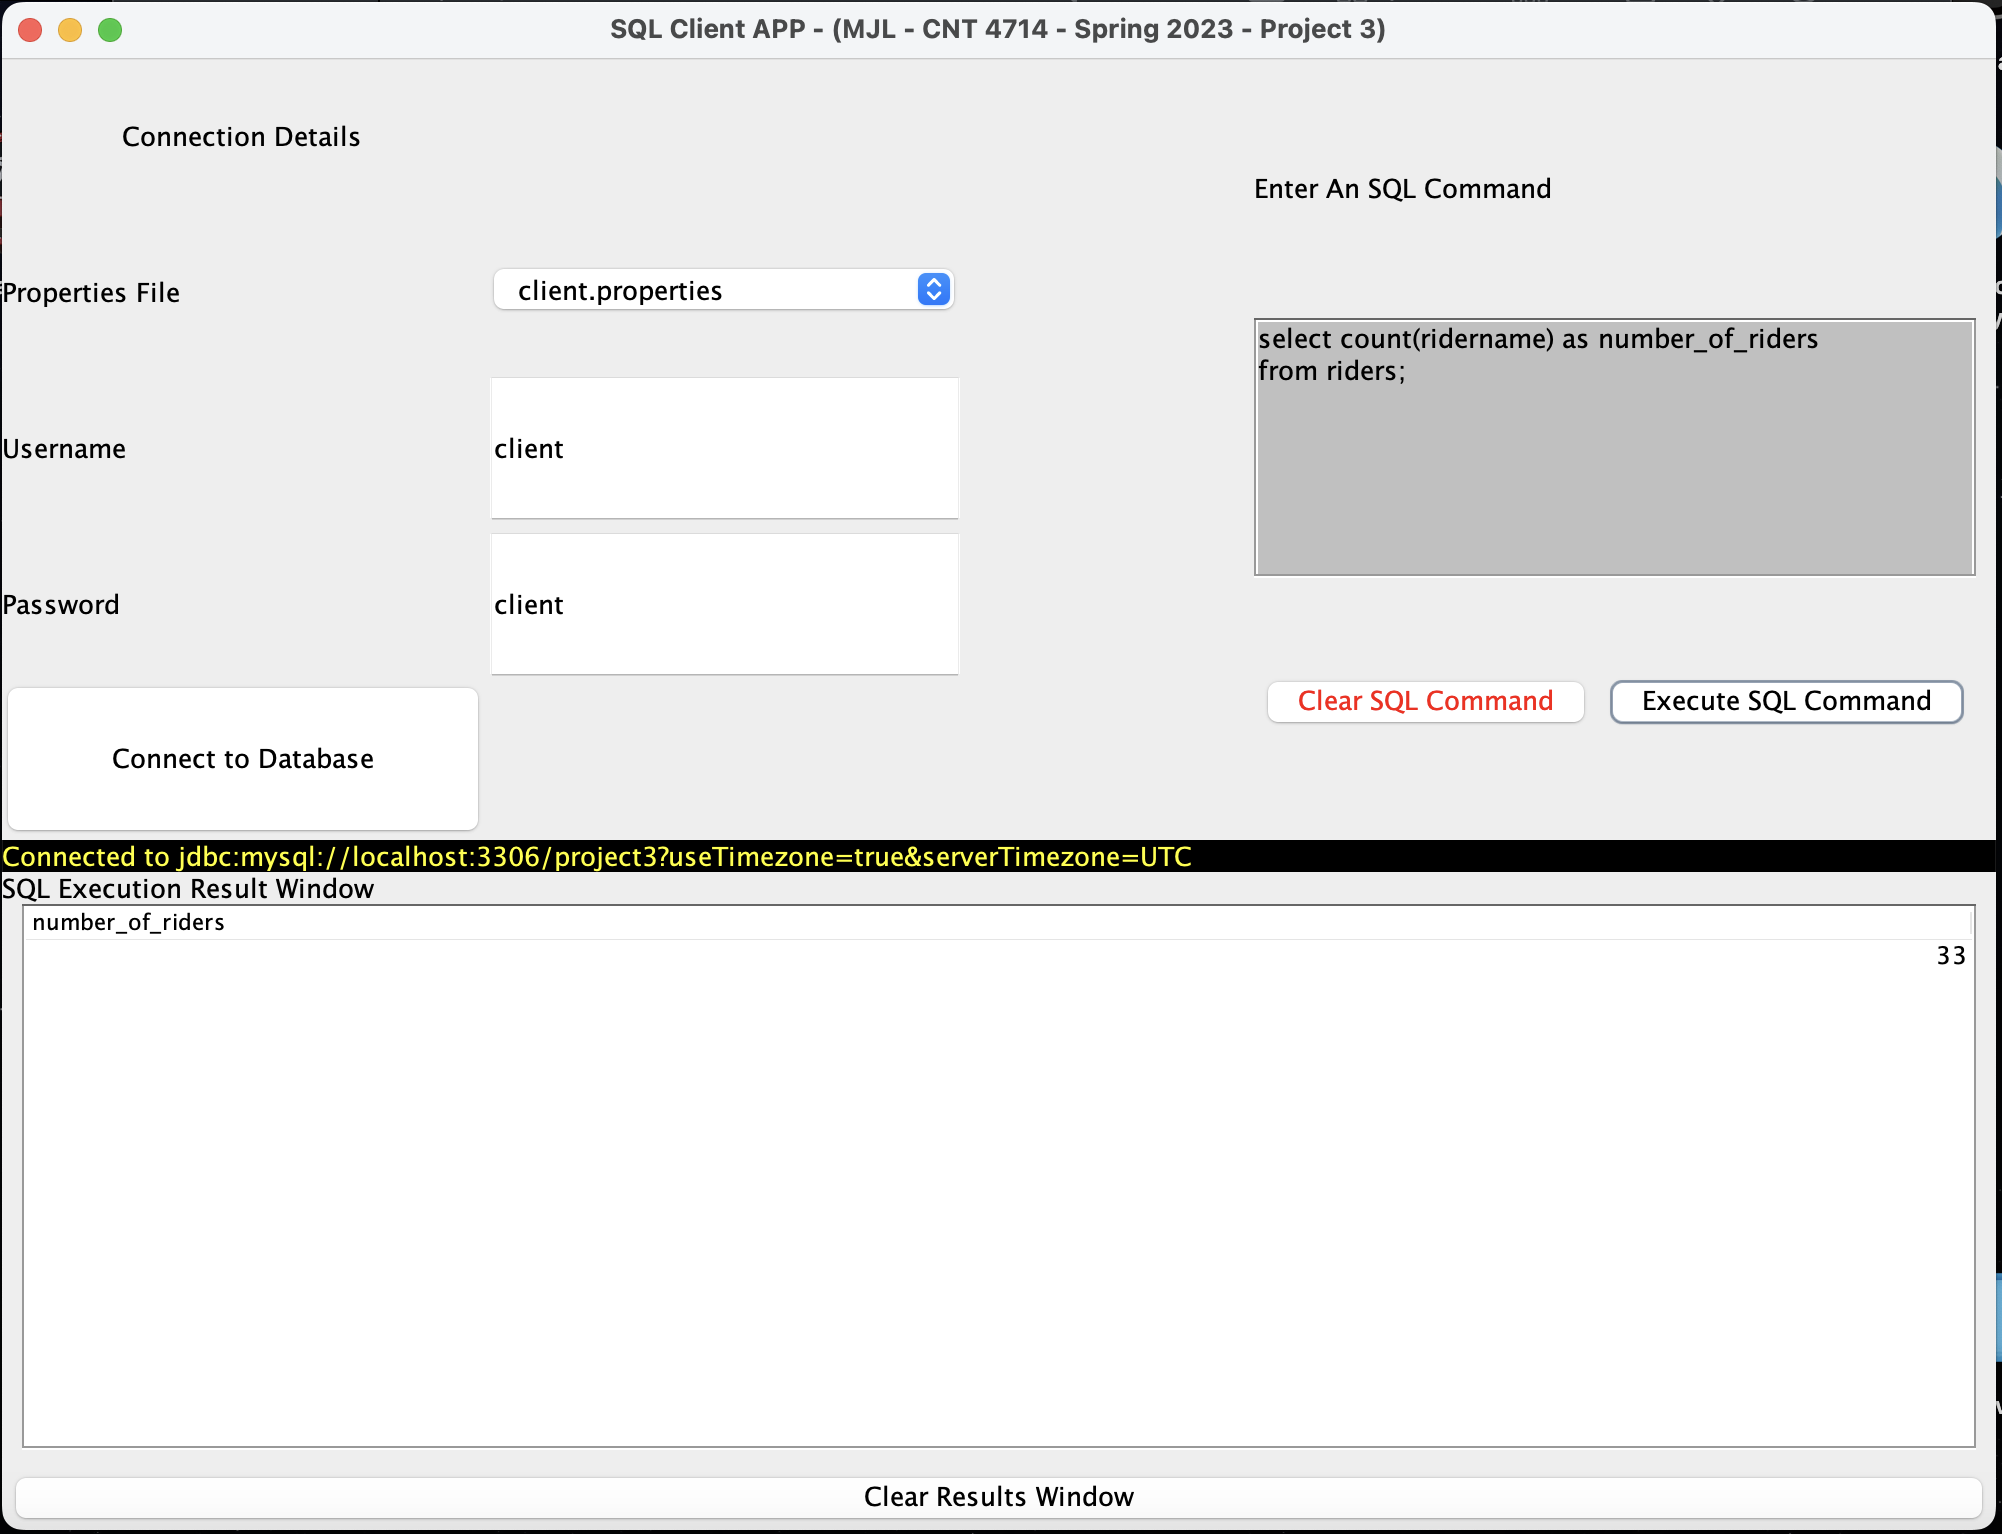 SQL Client APP - (MJL - CNT 4714 - Spring 2023 - Project 3)
Connection Details
Enter An SQL Command
Properties File
client.properties
select count(ridername) as number_of_riders
from riders;
Username
client
Password
client
Clear SQL Command
Execute SQL Command
Connect to Database
Connected to jdbc:mysql://localhost:3306/project3?useTimezone=true&serverTimezone=UTC
SQL Execution Result Window
number_of_riders
33
Clear Results Window